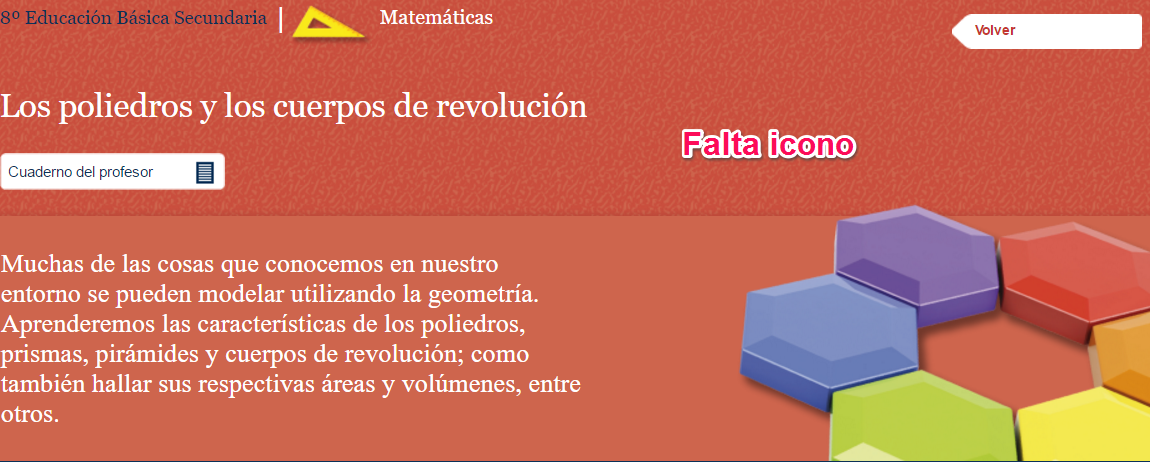 8º Educación Básica Secundaria
Matemáticas
Volver
Los poliedros y los cuerpos de revolución
Falta icono
Cuaderno del profesor
Muchas de las cosas que conocemos en nuestro
entorno se pueden modelar utilizando la geometría.
Aprenderemos las características de los poliedros,
prismas, pirámides y cuerpos de revolución; como
también hallar sus respectivas áreas y volúmenes, entre
otros.